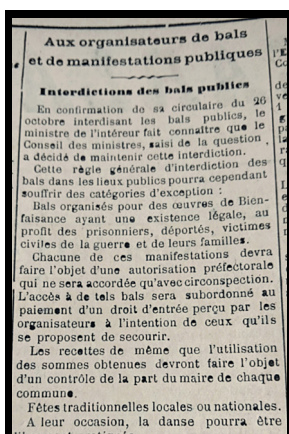 Aux organisateurs de bals
et de manifestations publiques
Interdictions des bals publics
En confirmation de sa circulaire du 26
octobre interdisant les bals publics, le
ministre de l'intéreur fait connaître que le
Conseil des ministres, saisi de la question,
a décidé de maintenir cette interdiction.
Cette règle générale d'interdiction des
bals dans les lieux publics pourra cependant
souffrir des catégories d'exception :
Bals organisés pour des œuvres de Bien-
faisance ayant une existence légale, au
profit des prisonniers, déportés, victimes
civiles de la guerre et de leurs familles.
Chacune de ces manifestations devra
faire l'objet d'une autorisation préfectorale
qui ne sera accordée qu'avec circonspection.
L'accès à de tels bals sera subordonné au
paiement d'un droit d'entrée perçu par les
organisateurs à l'intention de ceux qu'ils
se proposent de secourir.
Les recettes de même que l'utilisation
des sommes obtenues devront faire l'objet
d'un contrôle de la part du maire de chaque
commune.
Fêtes traditionnelles locales ou nationales.
A leur occasion, la danse pourra être